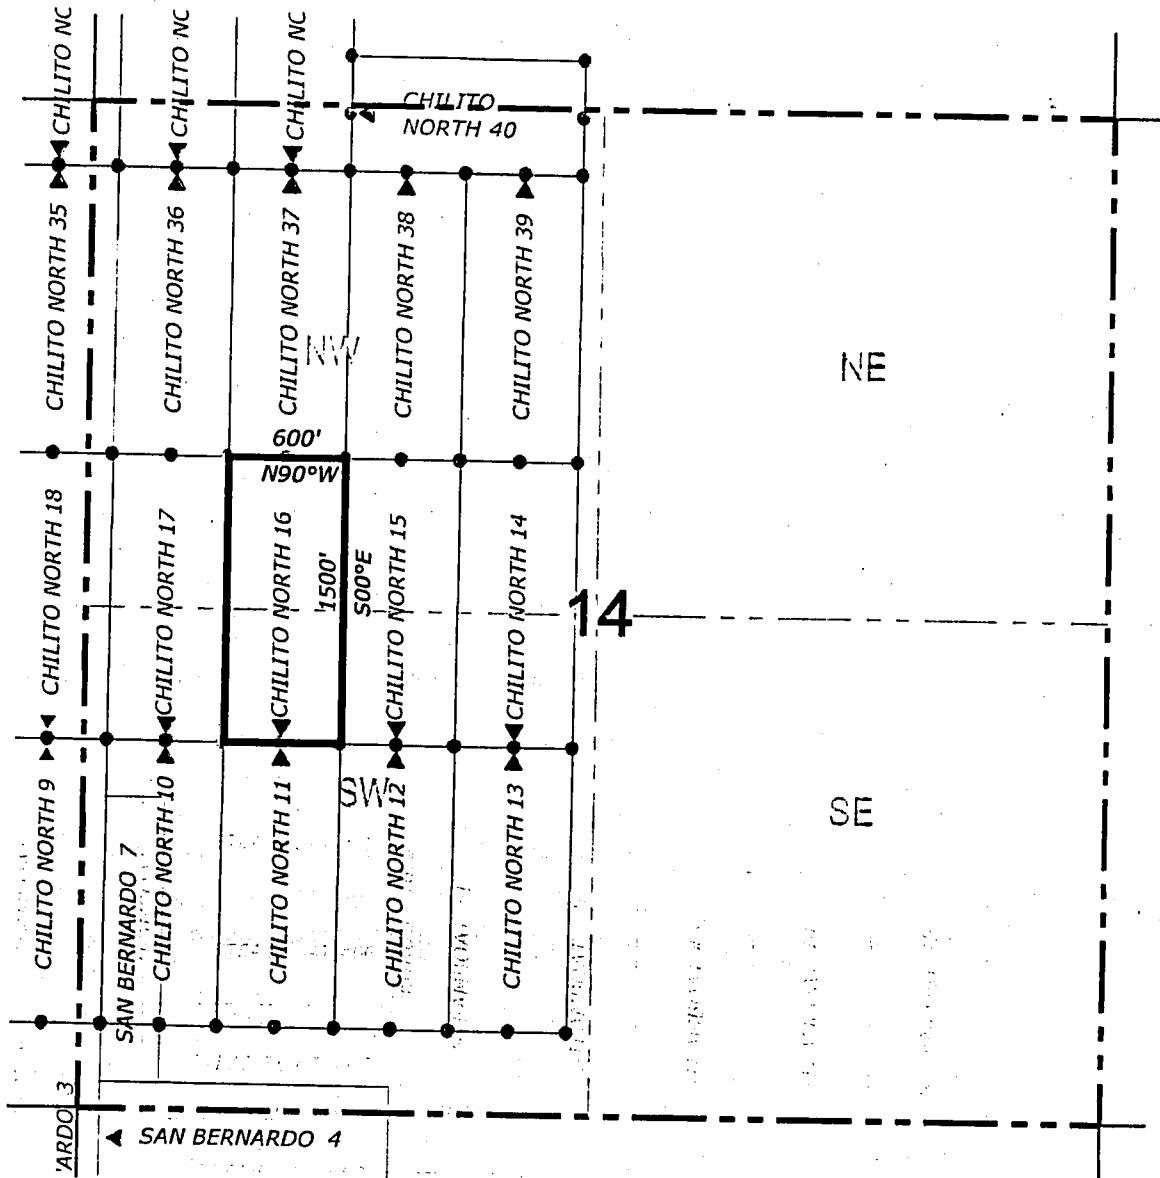 CHILITO NC
CHILITO NC
CHILITO NC
CHILITO
NORTH 40
CHILITO NORTH 35
CHILITO NORTH 36
CHILITO NORTH 37
CHILITO NORTH 38
CHILITO NORTH 39
NW
NE
600'
N90°W
CHILITO NORTH 18
CHILITO NORTH 17
CHILITO NORTH 16
1500'
S00°E
CHILITO NORTH 15
CHILITO NORTH 14
14
CHILITO NORTH 9
SAN BERNARDO 7
CHILITO NORTH 10
CHILITO NORTH 11
SW
CHILITO NORTH 12
CHILITO NORTH 13
SE
'ARDO 3
SAN BERNARDO 4